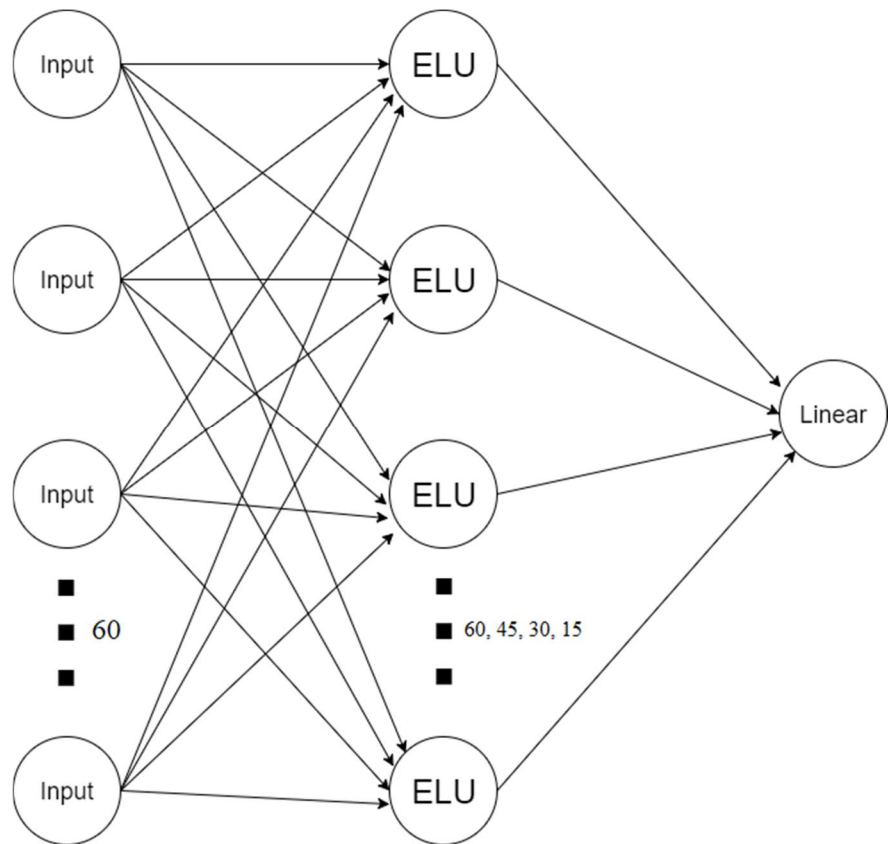 Input
ELU
Input
ELU
Linear
Input
ELU
60
60, 45, 30, 15
Input
ELU